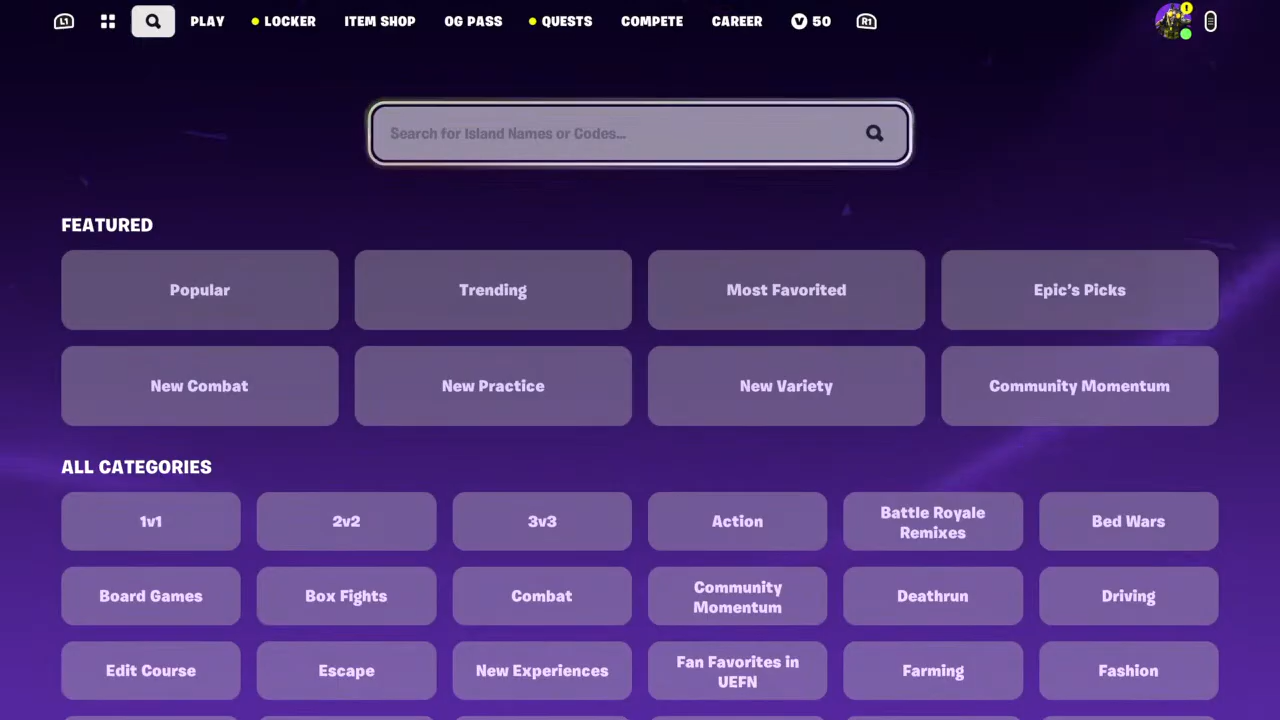 L1
PLAY
LOCKER
ITEM SHOP
OG PASS
QUESTS
COMPETE
CAREER
V 50
R1
!
Search for Island Names or Codes...
FEATURED
Popular
Trending
Most Favorited
Epic's Picks
New Combat
New Practice
New Variety
Community Momentum
ALL CATEGORIES
1v1
2v2
3v3
Action
Battle Royale
Remixes
Bed Wars
Board Games
Box Fights
Combat
Community
Momentum
Deathrun
Driving
Edit Course
Escape
New Experiences
Fan Favorites in
UEFN
Farming
Fashion